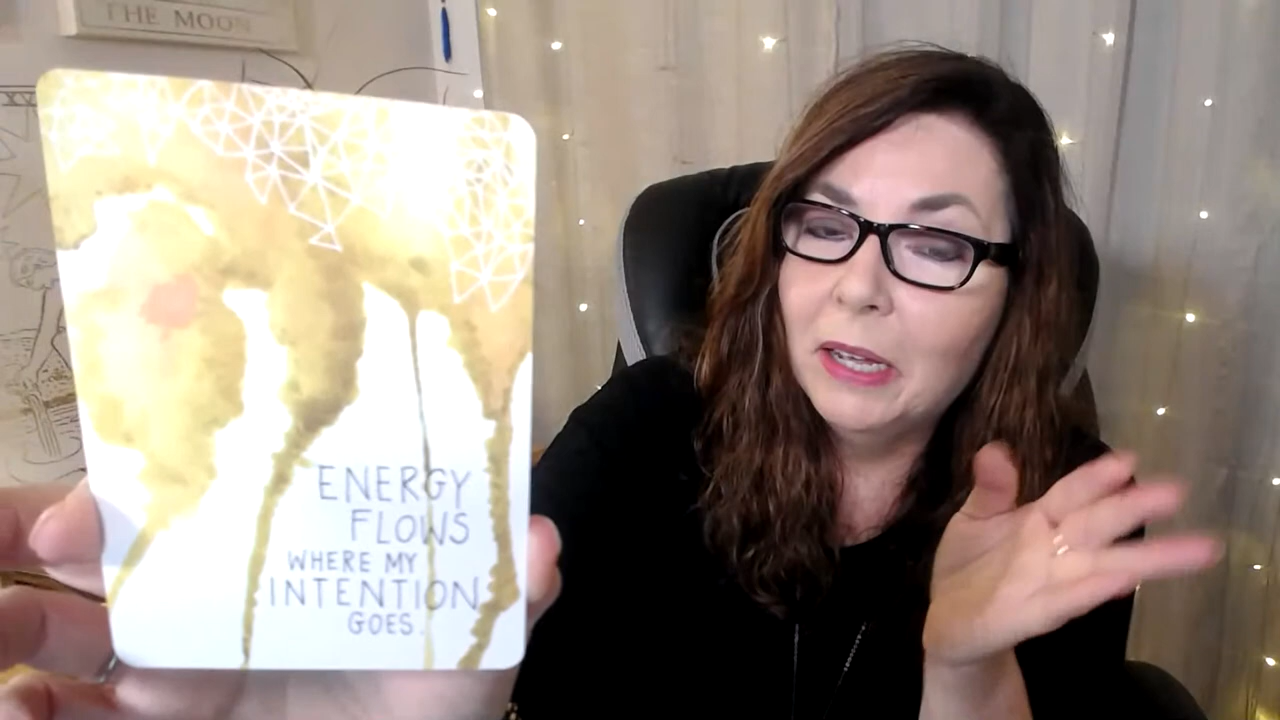 THE MOON
ENERGY
FLOWS
WHERE MY
INTENTION
GOES.